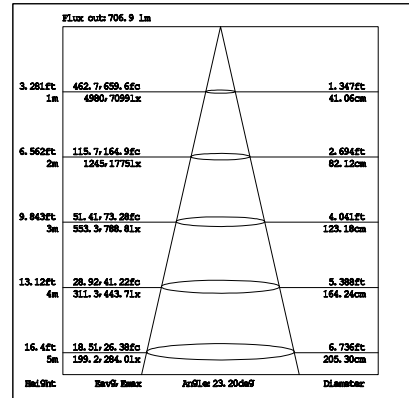 Flux out:706.9 lm
3.281ft 462.7,659.6fc 1.347ft
1m 4980,7099lx 41.06cm
6.562ft 115.7,164.9fc 2.694ft
2m 1245,1775lx 82.12cm
9.843ft 51.41,73.28fc 4.041ft
3m 553.3,788.8lx 123.18cm
13.12ft 28.92,41.22fc 5.388ft
4m 311.3,443.7lx 164.24cm
16.4ft 18.51,26.38fc 6.736ft
5m 199.2,284.0lx 205.30cm
Height Eavg,Emax Angle:23.20deg Diameter